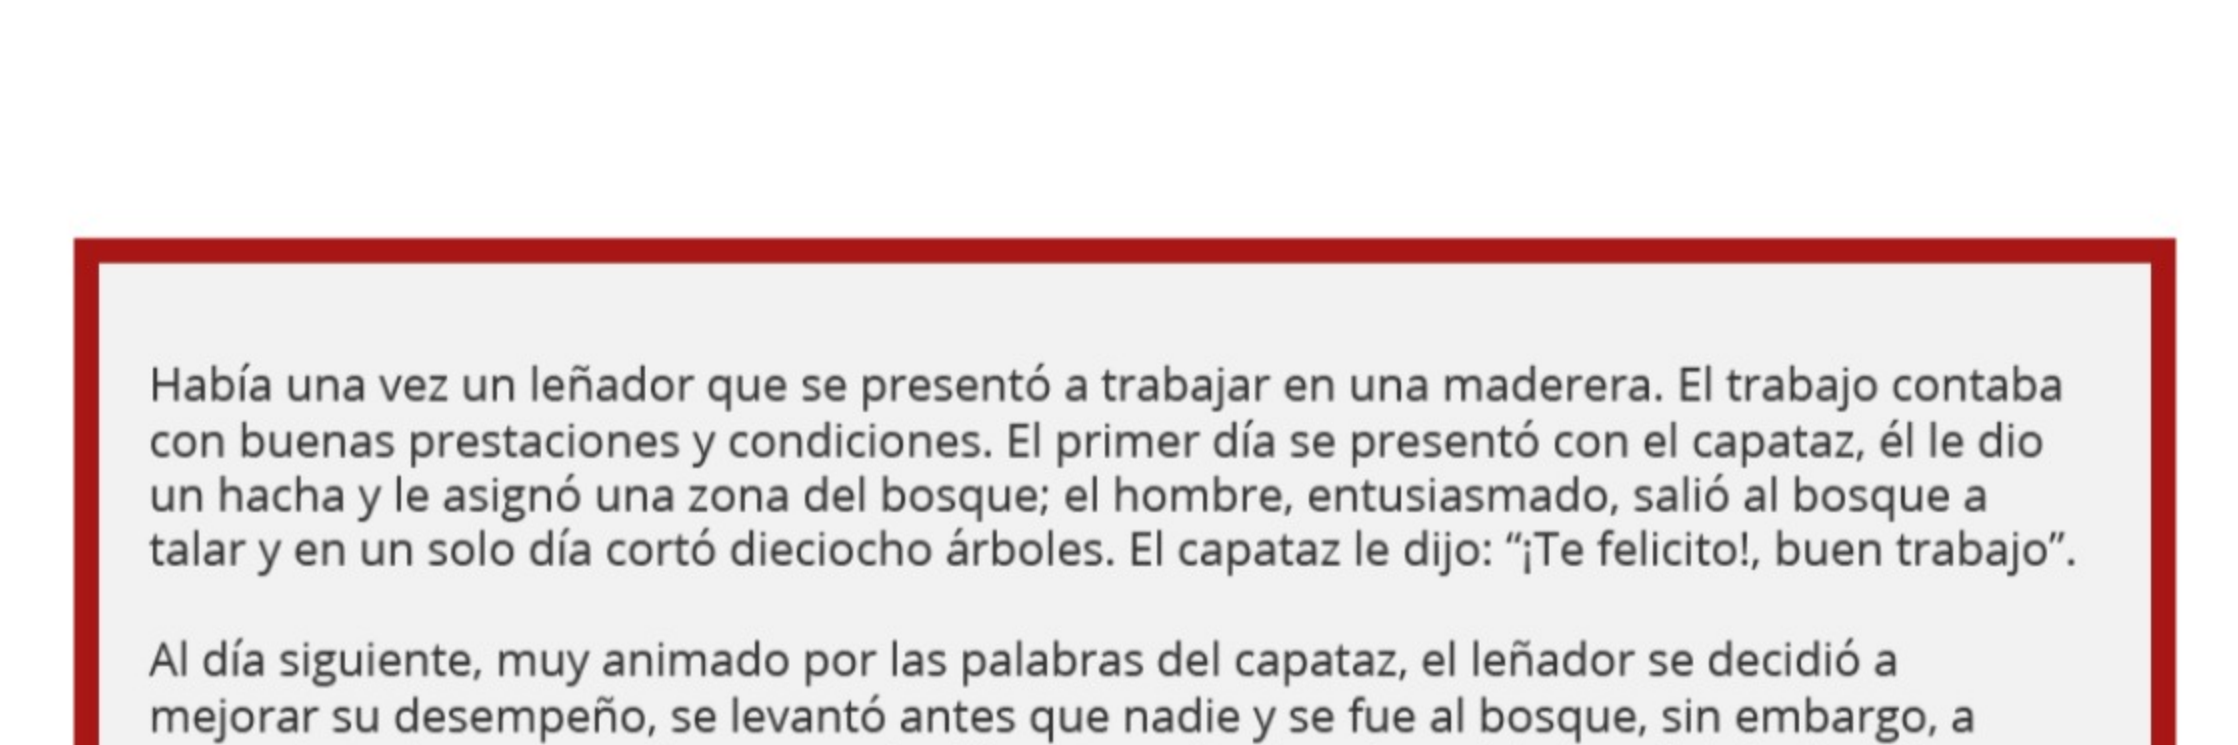 Había una vez un leñador que se presentó a trabajar en una maderera. El trabajo contaba
con buenas prestaciones y condiciones. El primer día se presentó con el capataz, él le dio
un hacha y le asignó una zona del bosque; el hombre, entusiasmado, salió al bosque a
talar y en un solo día cortó dieciocho árboles. El capataz le dijo: “¡Te felicito!, buen trabajo”.
Al día siguiente, muy animado por las palabras del capataz, el leñador se decidió a
mejorar su desempeño, se levantó antes que nadie y se fue al bosque, sin embargo, a